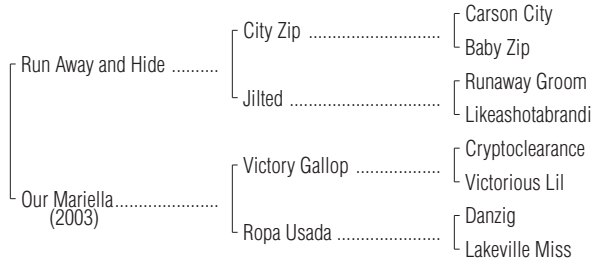 Carson City
City Zip ............................
Baby Zip
Run Away and Hide ..........
Runaway Groom
Jilted ................................
Likeashotabrandi
Cryptoclearance
Victory Gallop ..................
Victorious Lil
Our Mariella......................
(2003)
Danzig
Ropa Usada ......................
Lakeville Miss